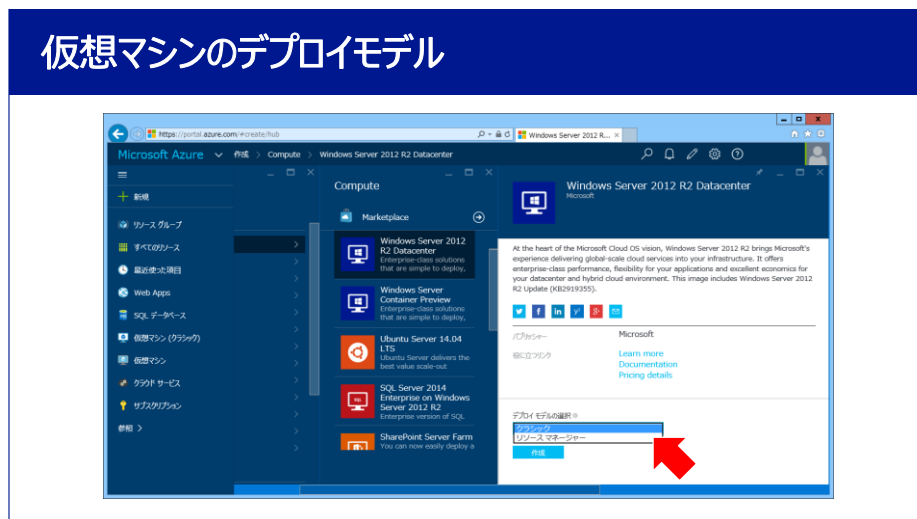 仮想マシンのデプロイモデル
https://portal.azure.com/#create/hub
Windows Server 2012 R...
Microsoft Azure
作成 > Compute > Windows Server 2012 R2 Datacenter
新規
リソース グループ
すべてのリソース
最近使った項目
Web Apps
SQL データベース
仮想マシン (クラシック)
仮想マシン
クラウド サービス
サブスクリプション
参照 >
Compute
Marketplace
Windows Server 2012
R2 Datacenter
Enterprise-class solutions
that are simple to deploy,
Windows Server
Container Preview
Enterprise-class solutions
that are simple to deploy,
Ubuntu Server 14.04
LTS
Ubuntu Server delivers the
best value scale-out
SQL Server 2014
Enterprise on Windows
Server 2012 R2
Enterprise version of SQL
SharePoint Server Farm
You can now easily deploy a
Windows Server 2012 R2 Datacenter
Microsoft
At the heart of the Microsoft Cloud OS vision, Windows Server 2012 R2 brings Microsoft's
experience delivering global-scale cloud services into your infrastructure. It offers
enterprise-class performance, flexibility for your applications and excellent economics for
your datacenter and hybrid cloud environment. This image includes Windows Server 2012
R2 Update (KB2919355).
パブリッシャー
Microsoft
役に立つリンク
Learn more
Documentation
Pricing details
デプロイ モデルの選択
クラシック
リソース マネージャー
作成